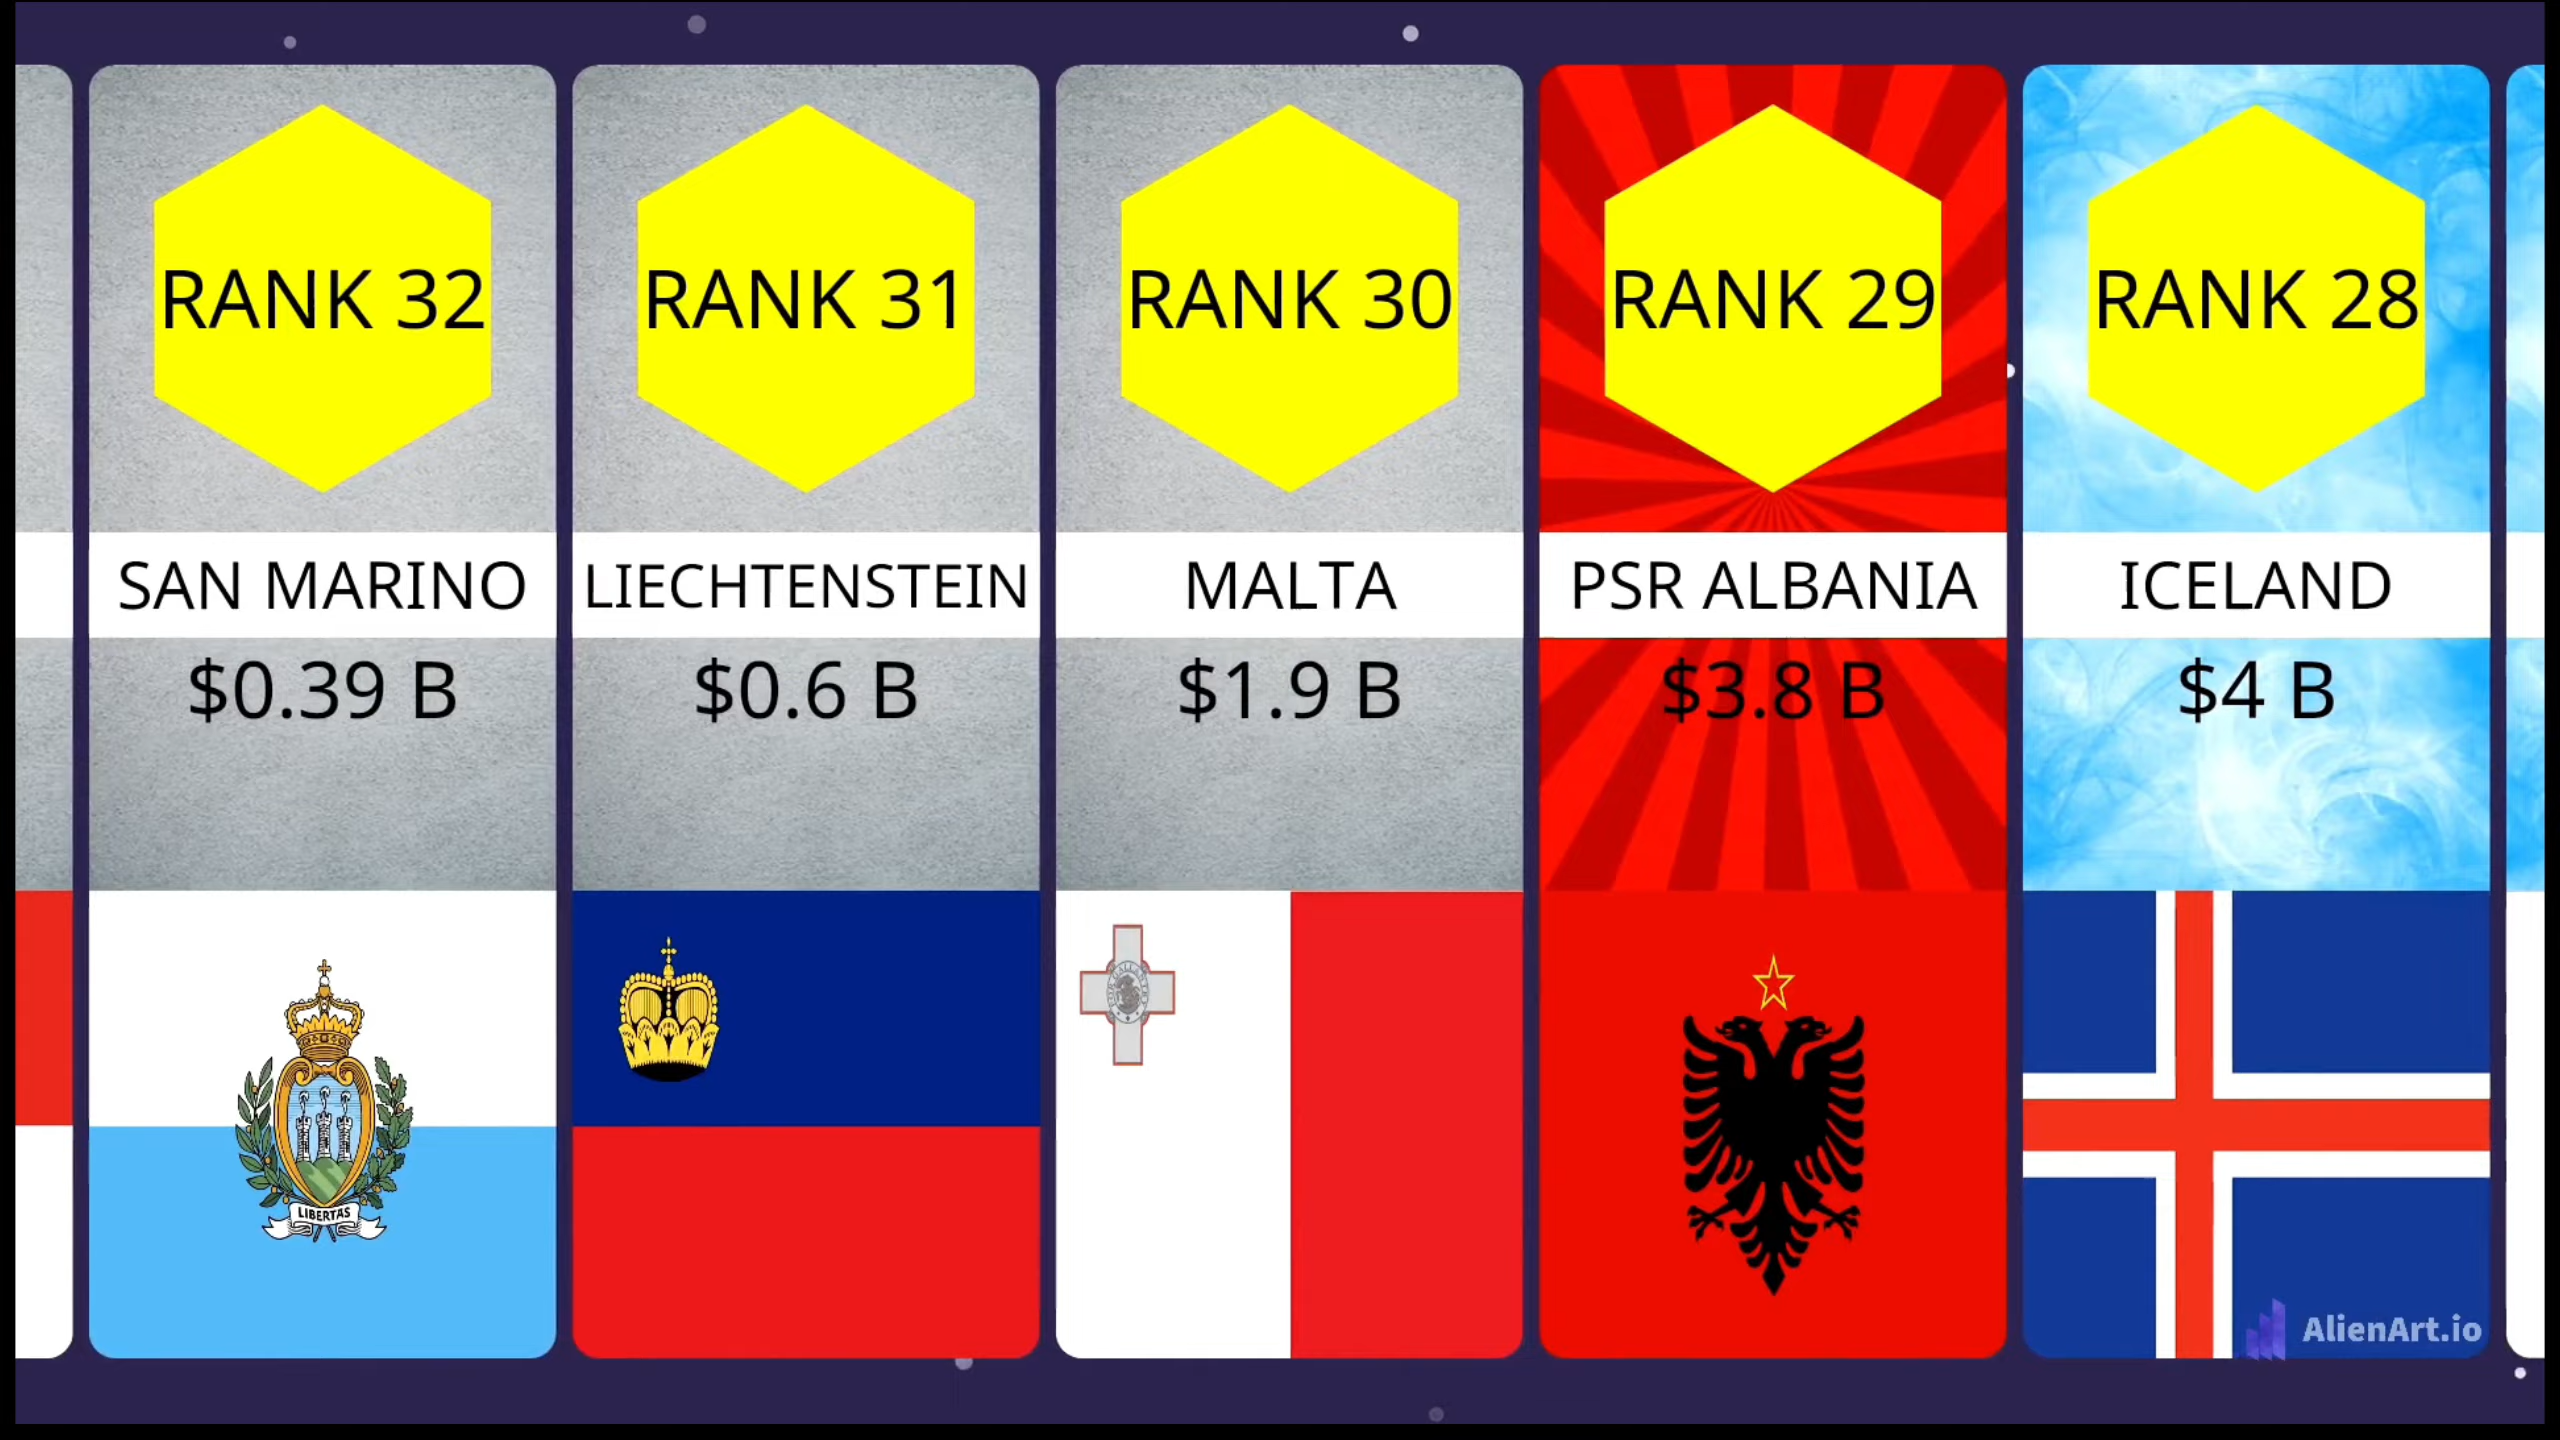 RANK 32
SAN MARINO
$0.39 B
LIBERTAS
RANK 31
LIECHTENSTEIN
$0.6 B
RANK 30
MALTA
$1.9 B
RANK 29
PSR ALBANIA
$3.8 B
RANK 28
ICELAND
$4 B
AlienArt.io